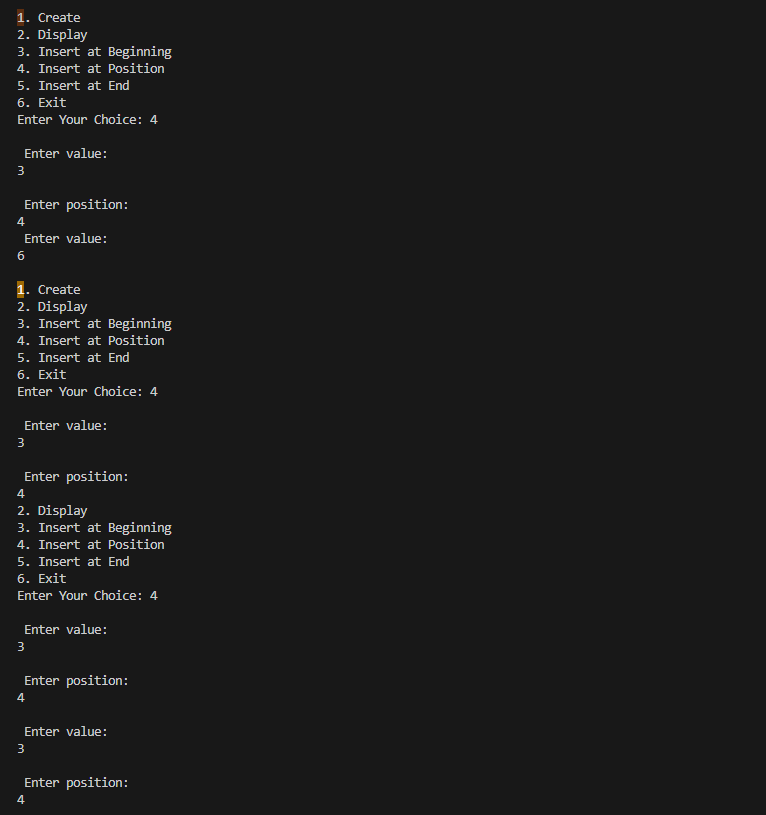 1. Create
2. Display
3. Insert at Beginning
4. Insert at Position
5. Insert at End
6. Exit
Enter Your Choice: 4
Enter value:
3
Enter position:
4
Enter value:
6
1. Create
2. Display
3. Insert at Beginning
4. Insert at Position
5. Insert at End
6. Exit
Enter Your Choice: 4
Enter value:
3
Enter position:
4
2. Display
3. Insert at Beginning
4. Insert at Position
5. Insert at End
6. Exit
Enter Your Choice: 4
Enter value:
3
Enter position:
4
Enter value:
3
Enter position:
4